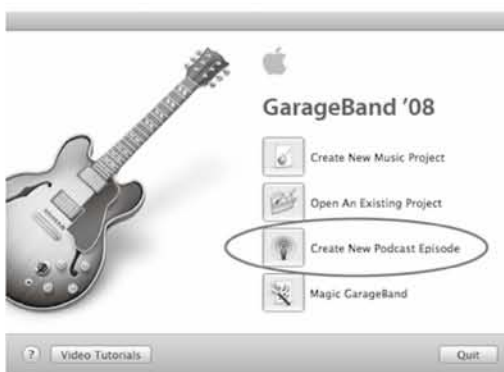 GarageBand '08
Create New Music Project
Open An Existing Project
Create New Podcast Episode
Magic GarageBand
? Video Tutorials Quit